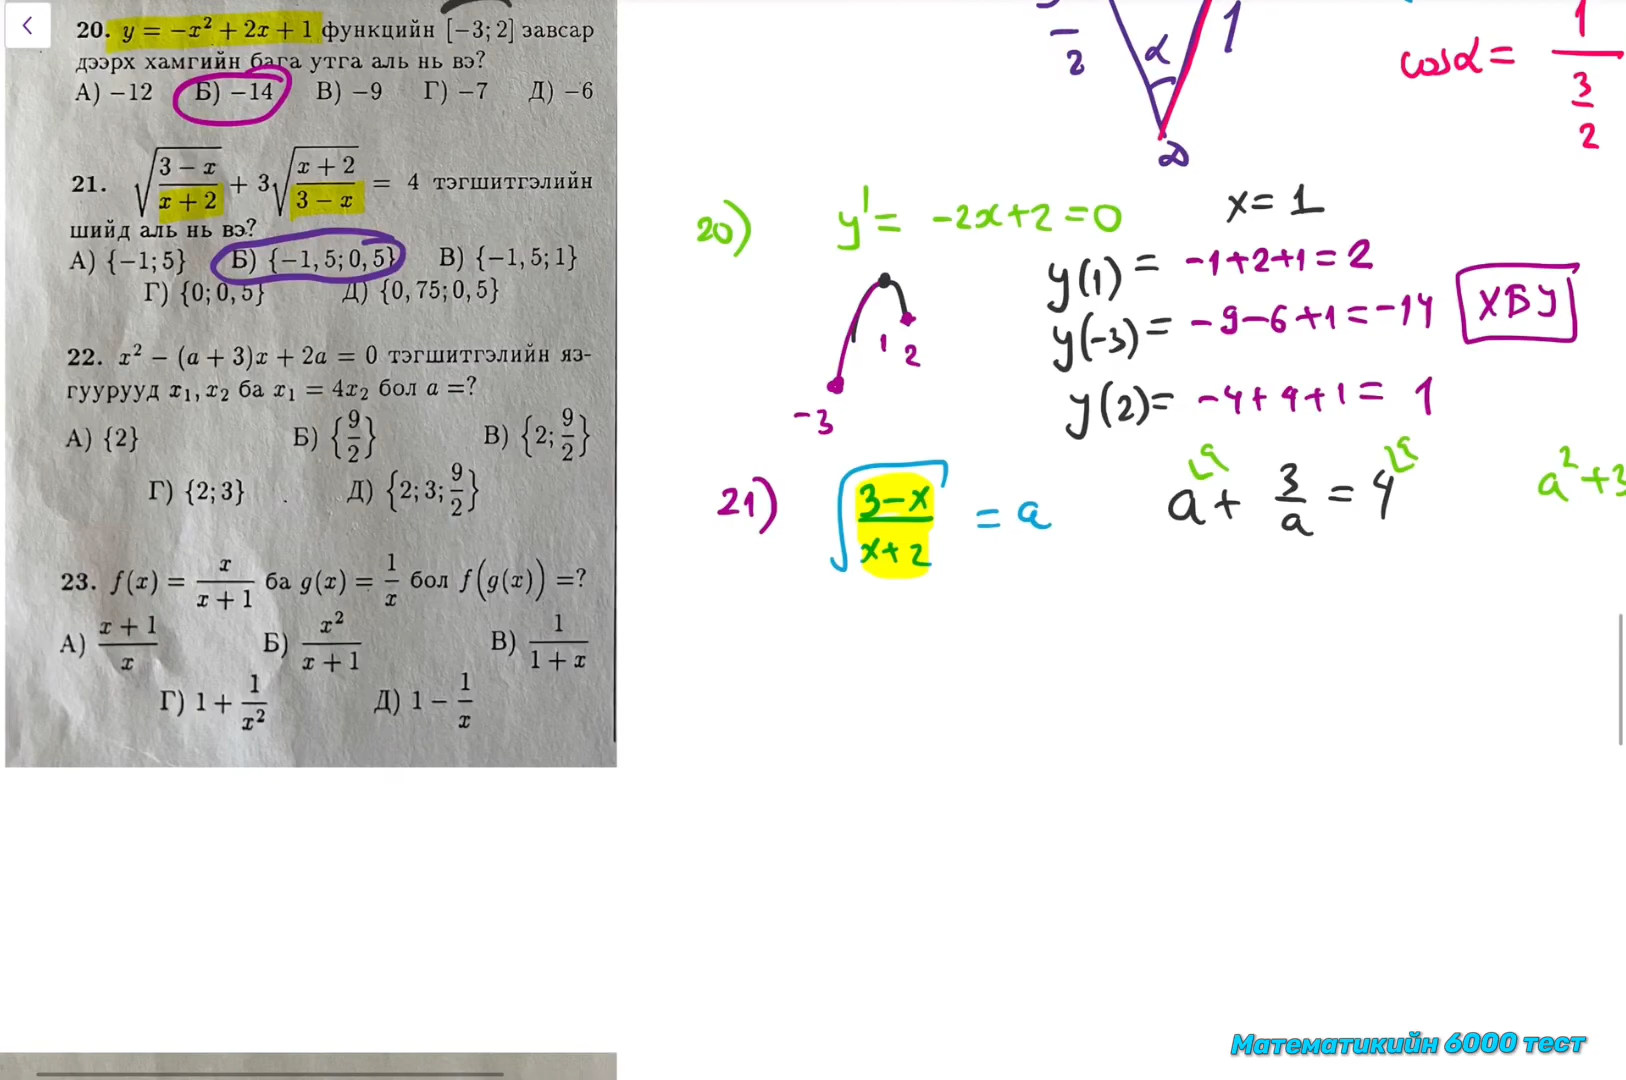 20. y = −x² + 2x + 1 функцийн [−3; 2] завсар
дээрх хамгийн бага утга аль нь вэ?
А) −12 Б) −14 В) −9 Г) −7 Д) −6
21. √((3 − x)/(x + 2)) + 3√((x + 2)/(3 − x)) = 4 тэгшитгэлийн
шийд аль нь вэ?
А) {−1; 5} Б) {−1, 5; 0, 5} В) {−1, 5; 1}
Г) {0; 0, 5} Д) {0, 75; 0, 5}
22. x² − (a + 3)x + 2a = 0 тэгшитгэлийн яз-
гуурууд x₁, x₂ ба x₁ = 4x₂ бол a =?
А) {2} Б) {9/2} В) {2; 9/2}
Г) {2; 3} Д) {2; 3; 9/2}
23. f(x) = x/(x + 1) ба g(x) = 1/x бол f(g(x)) =?
А) (x + 1)/x Б) x²/(x + 1) В) 1/(1 + x)
Г) 1 + 1/x² Д) 1 − 1/x
2
α
1
cosα = 1/(3/2)
20) y' = -2x+2=0 x=1
y(1) = -1+2+1=2
y(-3) = -9-6+1=-14 ХБУ
y(2)= -4+4+1= 1
1 2
-3
21) √((3-x)/(x+2)) = a a + 3/a = 4 a²+3
Математикийн 6000 тест